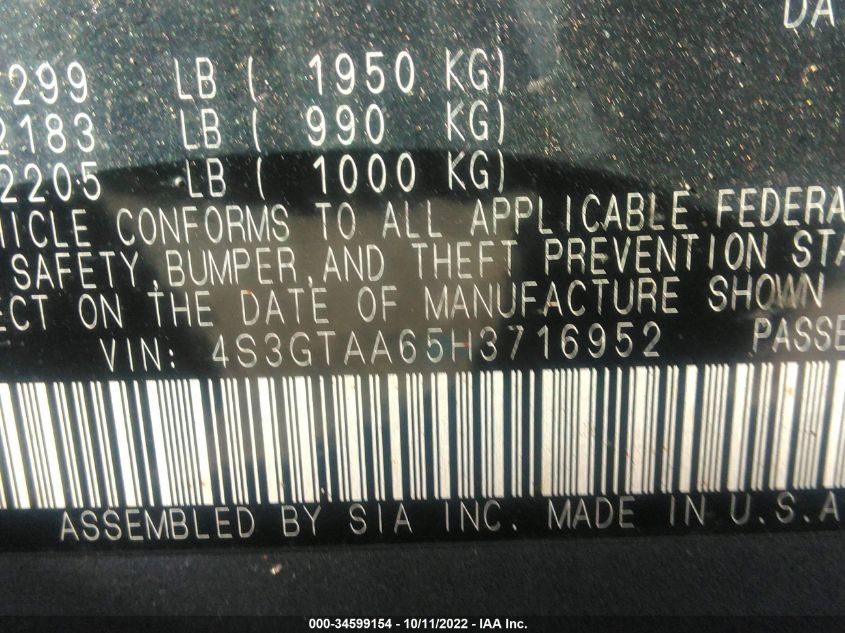 DA
299 LB ( 1950 KG)
2183 LB ( 990 KG)
2205 LB ( 1000 KG)
HICLE CONFORMS TO ALL APPLICABLE FEDERA
SAFETY,BUMPER,AND THEFT PREVENTION STA
ECT ON THE DATE OF MANUFACTURE SHOWN
VIN: 4S3GTAA65H3716952 PASSE
ASSEMBLED BY SIA INC. MADE IN U.S.A
000-34599154 - 10/11/2022 - IAA Inc.